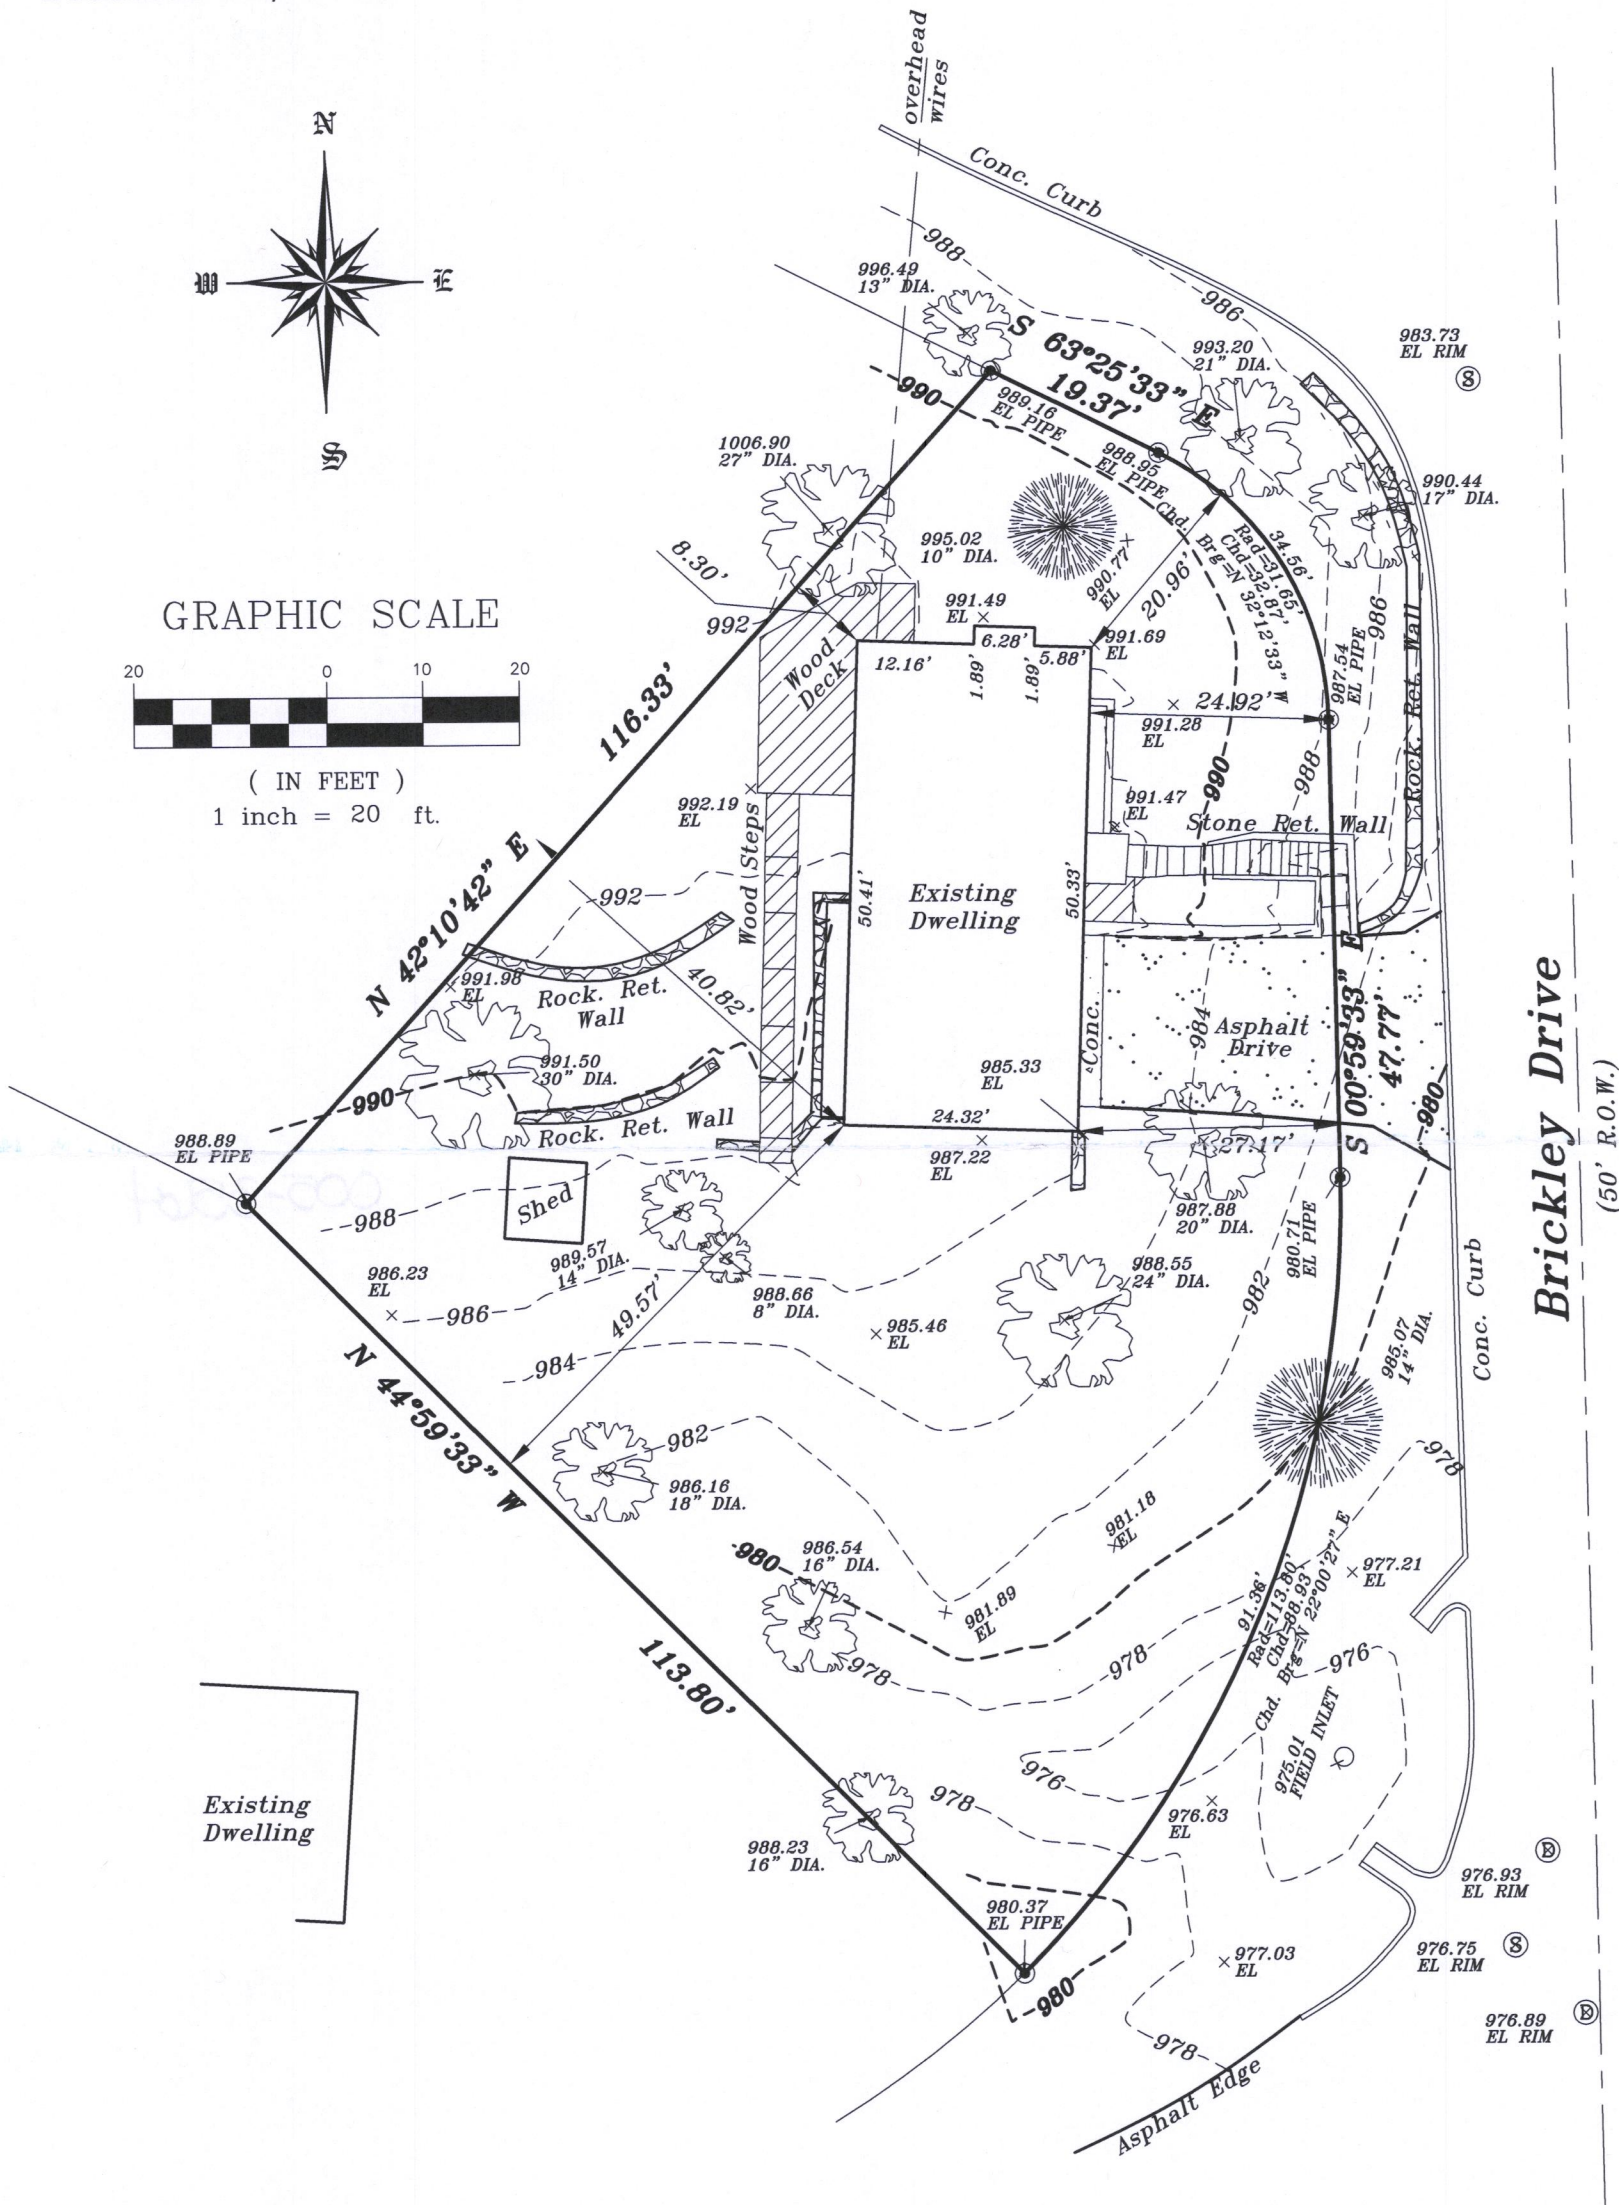 N
W
E
S
GRAPHIC SCALE
20
0
10
20
( IN FEET )
1 inch = 20 ft.
overhead
wires
Conc. Curb
988
986
996.49
13" DIA.
S 63°25'33" E
19.37'
993.20
21" DIA.
983.73
EL RIM
S
990
989.16
EL PIPE
988.95
EL PIPE
990.44
17" DIA.
1006.90
27" DIA.
995.02
10" DIA.
990.77
EL
20.96'
34.56'
Rad=31.65'
Chd=32.87'
Chd.
Brg=N 32°12'33" W
8.30'
992
991.49
EL
6.28'
991.69
EL
12.16'
1.89'
1.89'
5.88'
Wood
Deck
987.54
EL PIPE
986
Rock. Ret. Wall
24.92'
991.28
EL
990
988
116.33'
992.19
EL
991.47
EL
Stone Ret. Wall
Wood Steps
N 42°10'42" E
992
50.41'
Existing
Dwelling
50.33'
991.98
EL
Rock. Ret.
Wall
40.82'
Conc.
984
Asphalt
Drive
S 00°59'33" E
47.77'
Brickley Drive
(50' R.O.W.)
991.50
30" DIA.
985.33
EL
990
Rock. Ret. Wall
24.32'
980
988.89
EL PIPE
987.22
EL
27.17'
988
Shed
987.88
20" DIA.
980.71
EL PIPE
989.57
14" DIA.
986.23
EL
986
988.66
8" DIA.
988.55
24" DIA.
982
Conc. Curb
49.57'
985.46
EL
984
985.07
14" DIA.
N 44°59'33" W
982
986.16
18" DIA.
978
980
986.54
16" DIA.
981.18
EL
981.89
EL
977.21
EL
91.36'
Rad=113.80'
Chd=88.93'
Chd. Brg=N 22°00'27" E
113.80'
978
978
976
976
975.01
FIELD INLET
978
976.63
EL
Existing
Dwelling
988.23
16" DIA.
976.93
EL RIM
D
980.37
EL PIPE
976.75
EL RIM
S
977.03
EL
980
976.89
EL RIM
D
978
Asphalt Edge